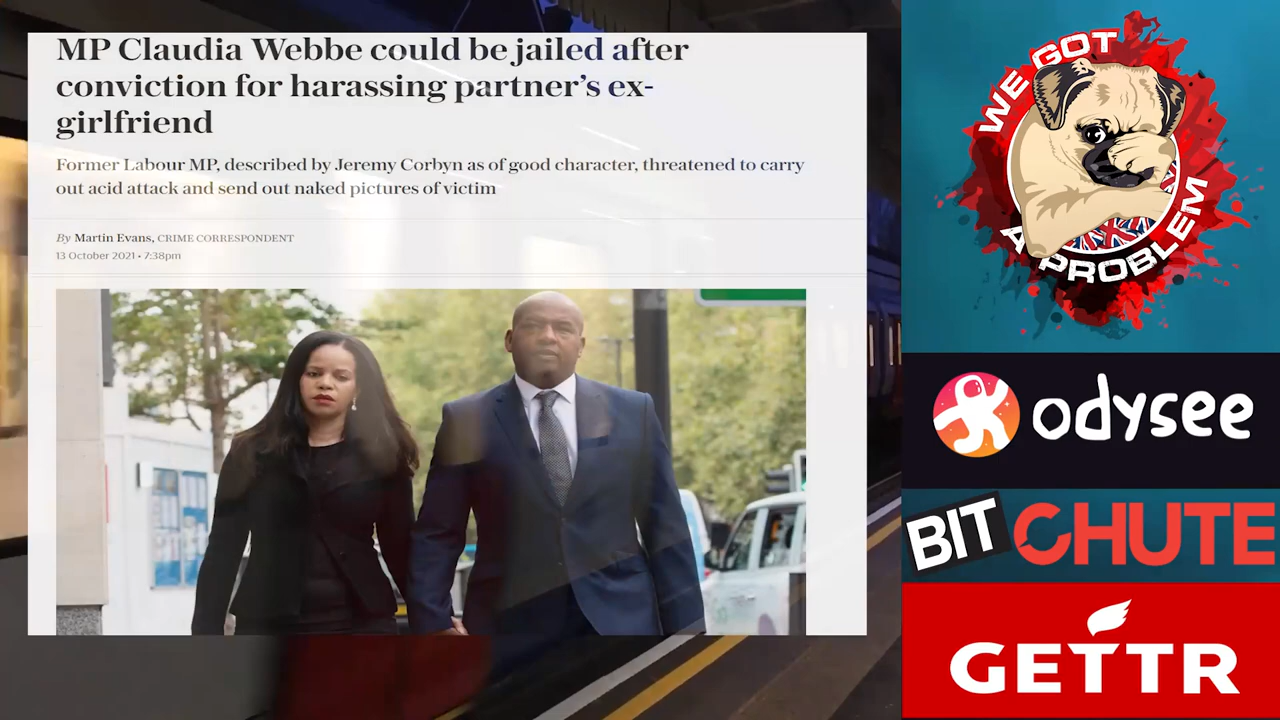 MP Claudia Webbe could be jailed after
conviction for harassing partner's ex-
girlfriend
Former Labour MP, described by Jeremy Corbyn as of good character, threatened to carry
out acid attack and send out naked pictures of victim
By Martin Evans, CRIME CORRESPONDENT
13 October 2021 • 7:38pm
WE GOT
A PROBLEM
odysee
BITCHUTE
GETTR